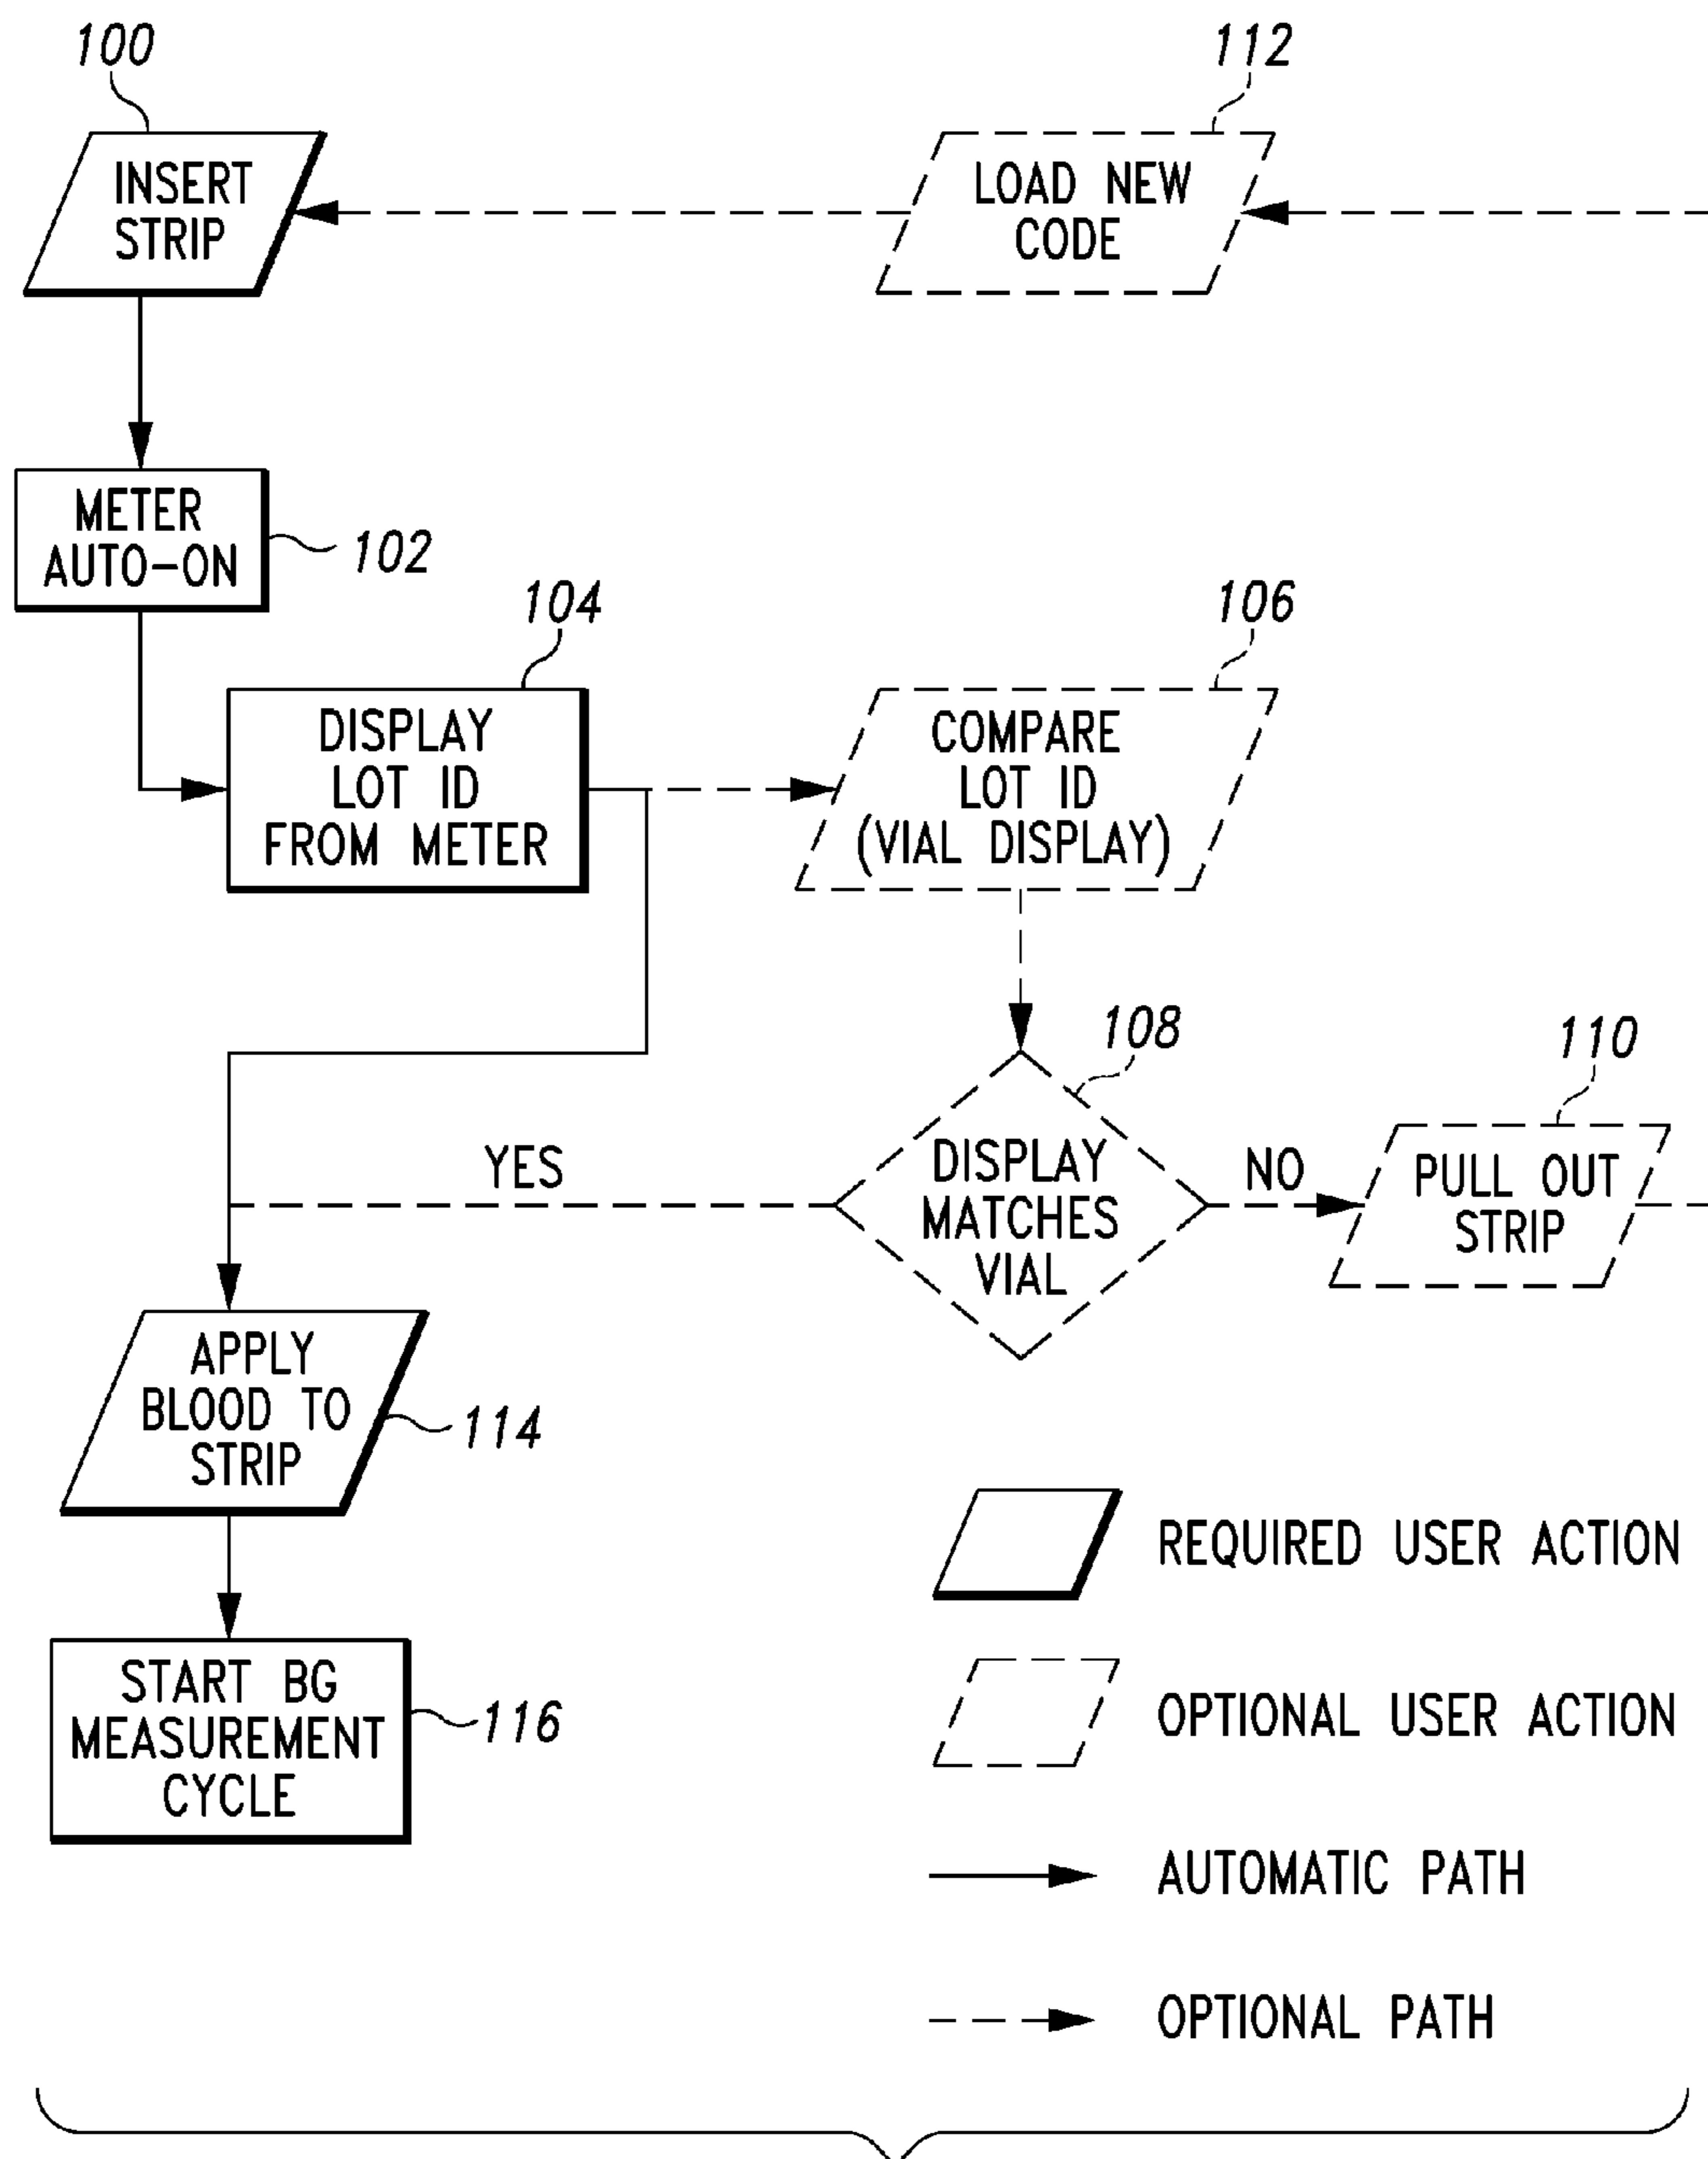 100
112
INSERT
STRIP
LOAD NEW
CODE
METER
AUTO-ON
102
104
106
DISPLAY
LOT ID
FROM METER
COMPARE
LOT ID
(VIAL DISPLAY)
108
110
YES
DISPLAY
MATCHES
VIAL
NO
PULL OUT
STRIP
APPLY
BLOOD TO
STRIP
114
REQUIRED USER ACTION
START BG
MEASUREMENT
CYCLE
116
OPTIONAL USER ACTION
AUTOMATIC PATH
OPTIONAL PATH